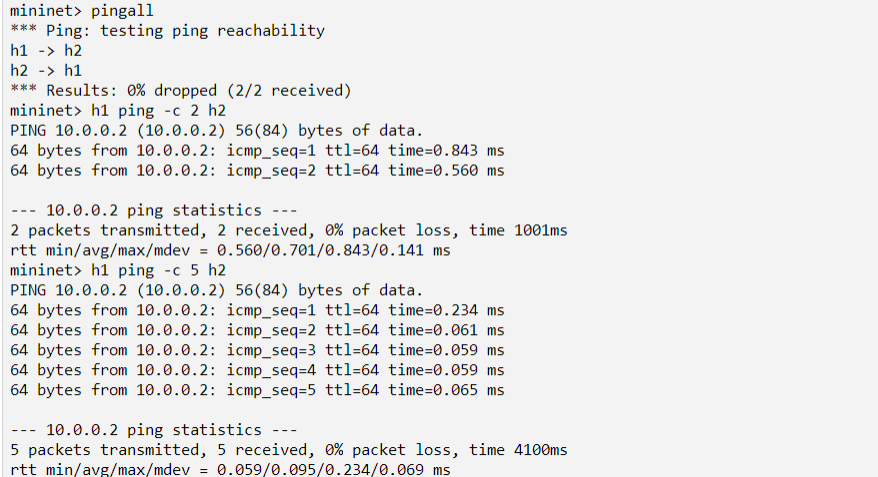 mininet> pingall
*** Ping: testing ping reachability
h1 -> h2
h2 -> h1
*** Results: 0% dropped (2/2 received)
mininet> h1 ping -c 2 h2
PING 10.0.0.2 (10.0.0.2) 56(84) bytes of data.
64 bytes from 10.0.0.2: icmp_seq=1 ttl=64 time=0.843 ms
64 bytes from 10.0.0.2: icmp_seq=2 ttl=64 time=0.560 ms
--- 10.0.0.2 ping statistics ---
2 packets transmitted, 2 received, 0% packet loss, time 1001ms
rtt min/avg/max/mdev = 0.560/0.701/0.843/0.141 ms
mininet> h1 ping -c 5 h2
PING 10.0.0.2 (10.0.0.2) 56(84) bytes of data.
64 bytes from 10.0.0.2: icmp_seq=1 ttl=64 time=0.234 ms
64 bytes from 10.0.0.2: icmp_seq=2 ttl=64 time=0.061 ms
64 bytes from 10.0.0.2: icmp_seq=3 ttl=64 time=0.059 ms
64 bytes from 10.0.0.2: icmp_seq=4 ttl=64 time=0.059 ms
64 bytes from 10.0.0.2: icmp_seq=5 ttl=64 time=0.065 ms
--- 10.0.0.2 ping statistics ---
5 packets transmitted, 5 received, 0% packet loss, time 4100ms
rtt min/avg/max/mdev = 0.059/0.095/0.234/0.069 ms